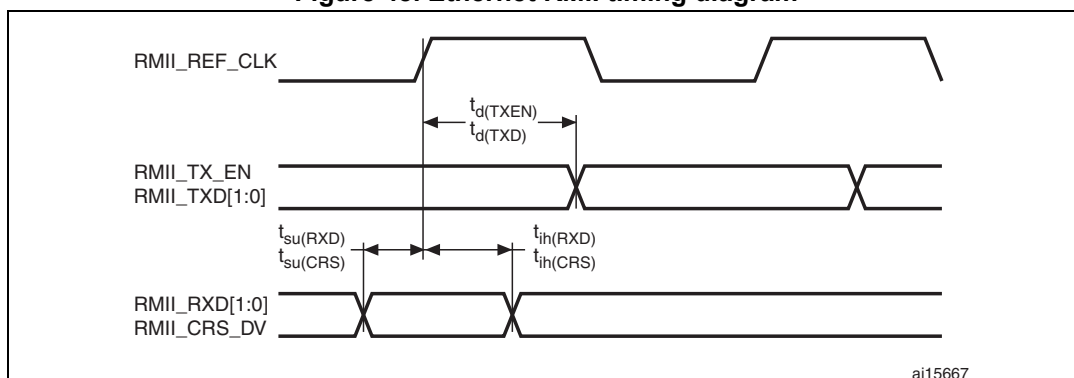 Figure Ethernet RMII timing diagram
RMII_REF_CLK
td(TXEN)
td(TXD)
RMII_TX_EN
RMII_TXD[1:0]
tsu(RXD)
tsu(CRS)
tih(RXD)
tih(CRS)
RMII_RXD[1:0]
RMII_CRS_DV
ai15667